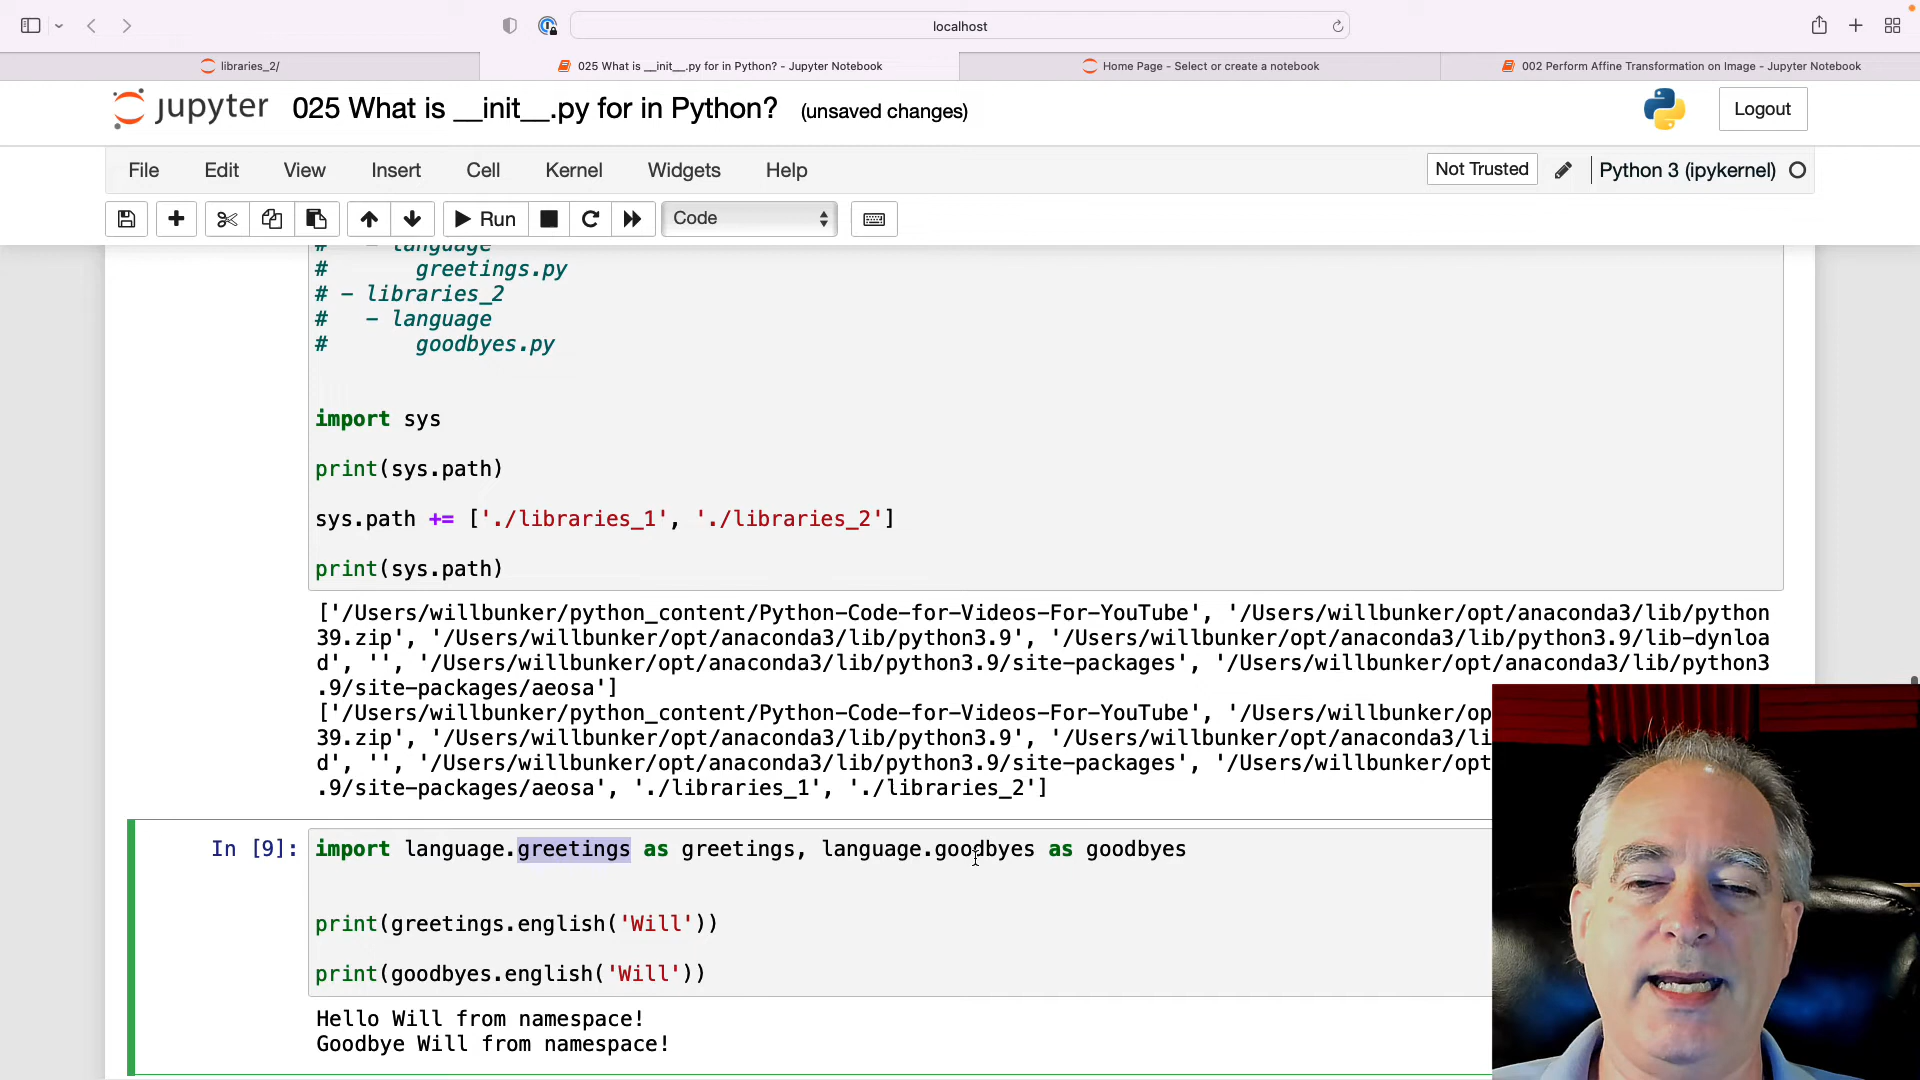 localhost
libraries_2/
025 What is __init__.py for in Python? - Jupyter Notebook
Home Page - Select or create a notebook
002 Perform Affine Transformation on Image - Jupyter Notebook
jupyter 025 What is __init__.py for in Python? (unsaved changes)
Logout
File Edit View Insert Cell Kernel Widgets Help
Not Trusted
Python 3 (ipykernel)
Run
Code
#   - language
#       greetings.py
# - libraries_2
#   - language
#       goodbyes.py
import sys
print(sys.path)
sys.path += ['./libraries_1', './libraries_2']
print(sys.path)
['/Users/willbunker/python_content/Python-Code-for-Videos-For-YouTube', '/Users/willbunker/opt/anaconda3/lib/python
39.zip', '/Users/willbunker/opt/anaconda3/lib/python3.9', '/Users/willbunker/opt/anaconda3/lib/python3.9/lib-dynloa
d', '', '/Users/willbunker/opt/anaconda3/lib/python3.9/site-packages', '/Users/willbunker/opt/anaconda3/lib/python3
.9/site-packages/aeosa']
['/Users/willbunker/python_content/Python-Code-for-Videos-For-YouTube', '/Users/willbunker/op
39.zip', '/Users/willbunker/opt/anaconda3/lib/python3.9', '/Users/willbunker/opt/anaconda3/li
d', '', '/Users/willbunker/opt/anaconda3/lib/python3.9/site-packages', '/Users/willbunker/opt
.9/site-packages/aeosa', './libraries_1', './libraries_2']
In [9]:
import language.greetings as greetings, language.goodbyes as goodbyes
print(greetings.english('Will'))
print(goodbyes.english('Will'))
Hello Will from namespace!
Goodbye Will from namespace!